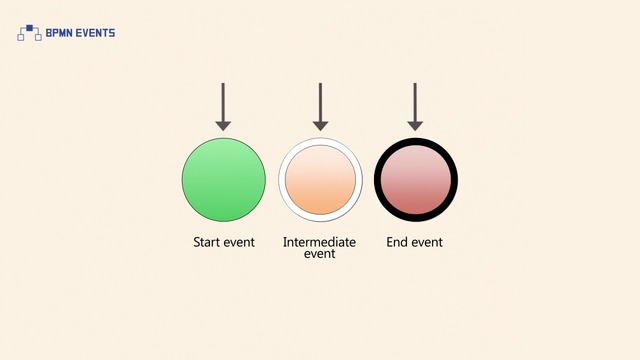 BPMN EVENTS
Start event
Intermediate
event
End event